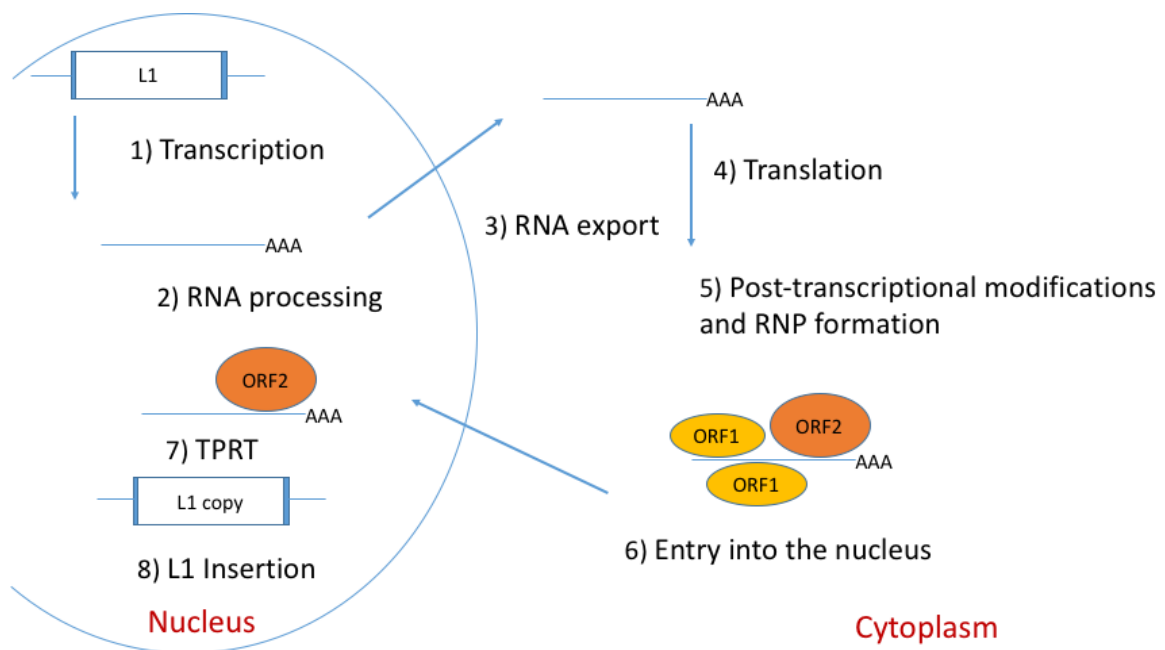 L1
1) Transcription
AAA
2) RNA processing
3) RNA export
AAA
4) Translation
5) Post-transcriptional modifications
and RNP formation
ORF1
ORF2
AAA
ORF1
6) Entry into the nucleus
ORF2
AAA
7) TPRT
L1 copy
8) L1 Insertion
Nucleus
Cytoplasm